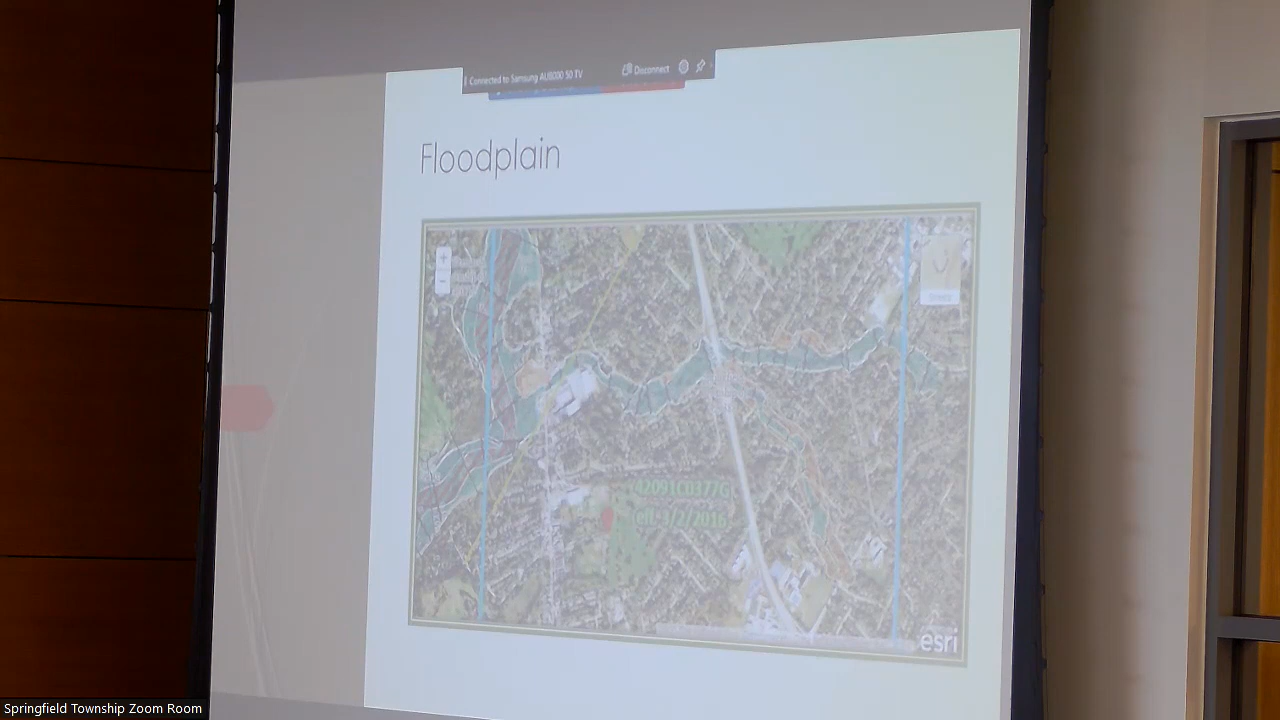 Connected to Samsung AU8000 50 TV
Disconnect
Floodplain
+
−
42091C0377G
eff. 3/2/2016
esri
Springfield Township Zoom Room